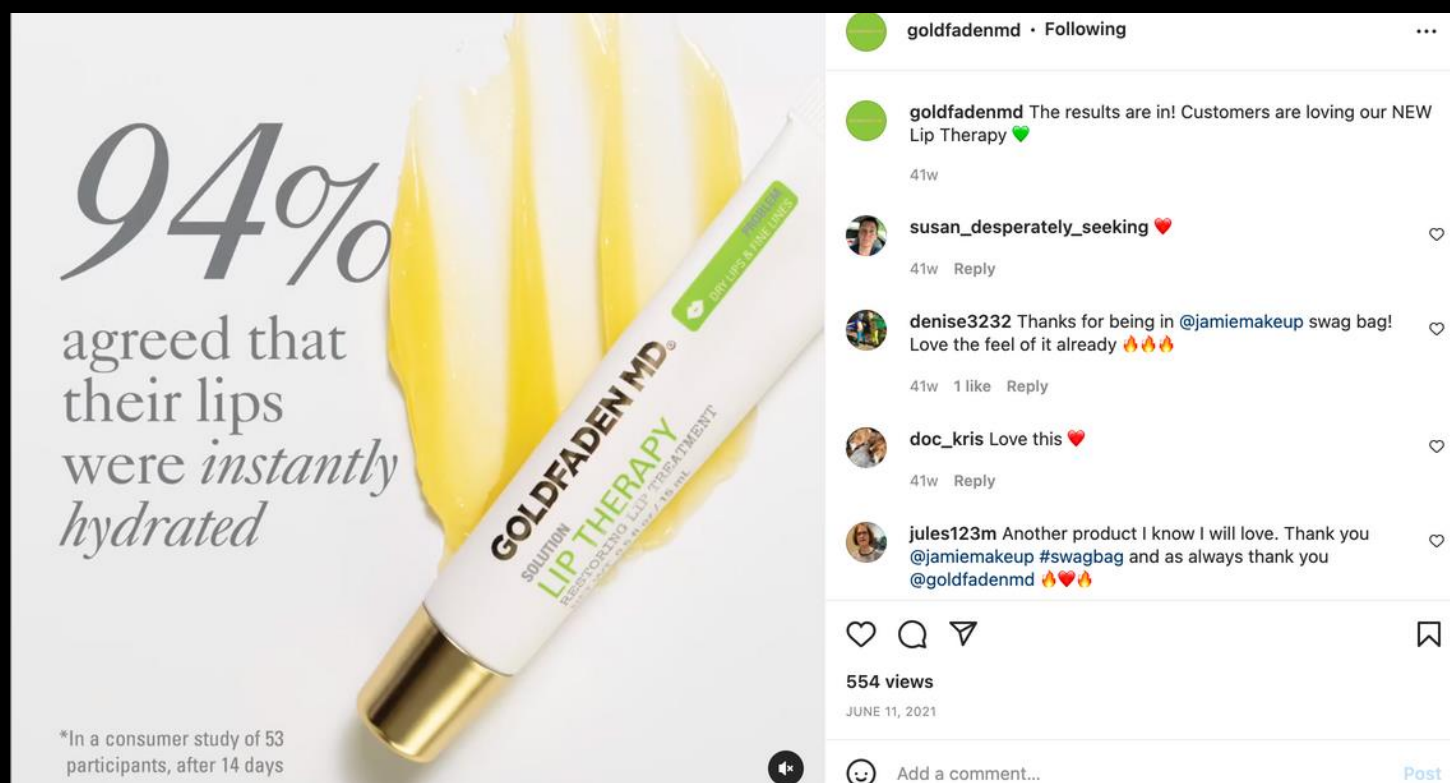 94%
agreed that
their lips
were instantly
hydrated
*In a consumer study of 53
participants, after 14 days
PROBLEM
DRY LIPS & FINE LINES
GOLDFADEN MD®
SOLUTION
LIP THERAPY
RESTORING LIP TREATMENT
goldfadenmd • Following
goldfadenmd The results are in! Customers are loving our NEW
Lip Therapy 💚
41w
susan_desperately_seeking ❤️
41w Reply
denise3232 Thanks for being in @jamiemakeup swag bag!
Love the feel of it already 🔥🔥🔥
41w 1 like Reply
doc_kris Love this ❤️
41w Reply
jules123m Another product I know I will love. Thank you
@jamiemakeup #swagbag and as always thank you
@goldfadenmd 🔥❤️🔥
554 views
JUNE 11, 2021
Add a comment...
Post